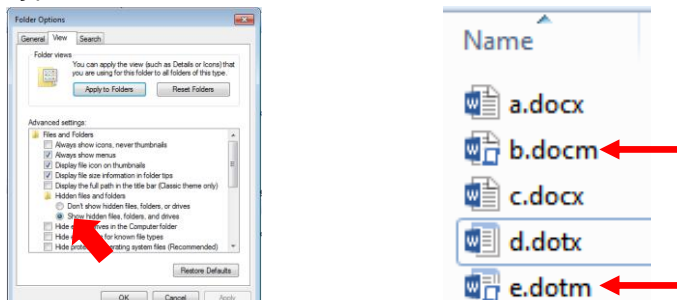 Folder Options
General View Search
Folder views
You can apply the view (such as Details or Icons) that
you are using for this folder to all folders of this type.
Apply to Folders Reset Folders
Advanced settings:
Files and Folders
Always show icons, never thumbnails
Always show menus
Display file icon on thumbnails
Display file size information in folder tips
Display the full path in the title bar (Classic theme only)
Hidden files and folders
Don't show hidden files, folders, or drives
Show hidden files, folders, and drives
Hide in the Computer folder
Hide for known file types
Hide system files (Recommended)
Restore Defaults
OK Cancel Apply
Name
a.docx
b.docm
c.docx
d.dotx
e.dotm